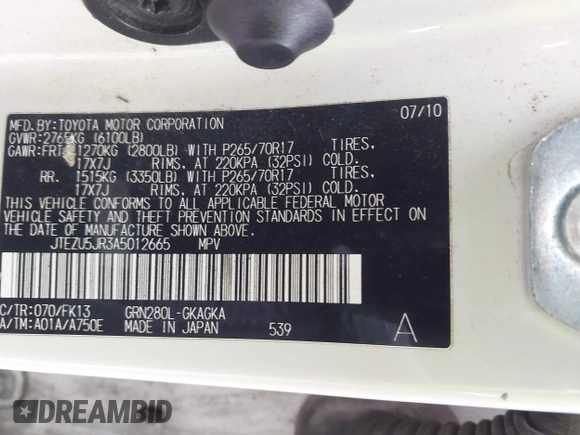 MFD.BY:TOYOTA MOTOR CORPORATION 07/10
GVWR:2765KG (6100LB)
GAWR:FRT. 1270KG (2800LB) WITH P265/70R17 TIRES,
17X7J RIMS, AT 220KPA (32PSI) COLD.
RR. 1515KG (3350LB) WITH P265/70R17 TIRES,
17X7J RIMS, AT 220KPA (32PSI) COLD.
THIS VEHICLE CONFORMS TO ALL APPLICABLE FEDERAL MOTOR
VEHICLE SAFETY AND THEFT PREVENTION STANDARDS IN EFFECT
ON THE DATE OF MANUFACTURE SHOWN ABOVE.
JTEZU5JR3A5012665 MPV
C/TR:070/FK13 GRN280L-GKAGKA
A/TM:A01A/A750E MADE IN JAPAN 539 A
DREAMBID